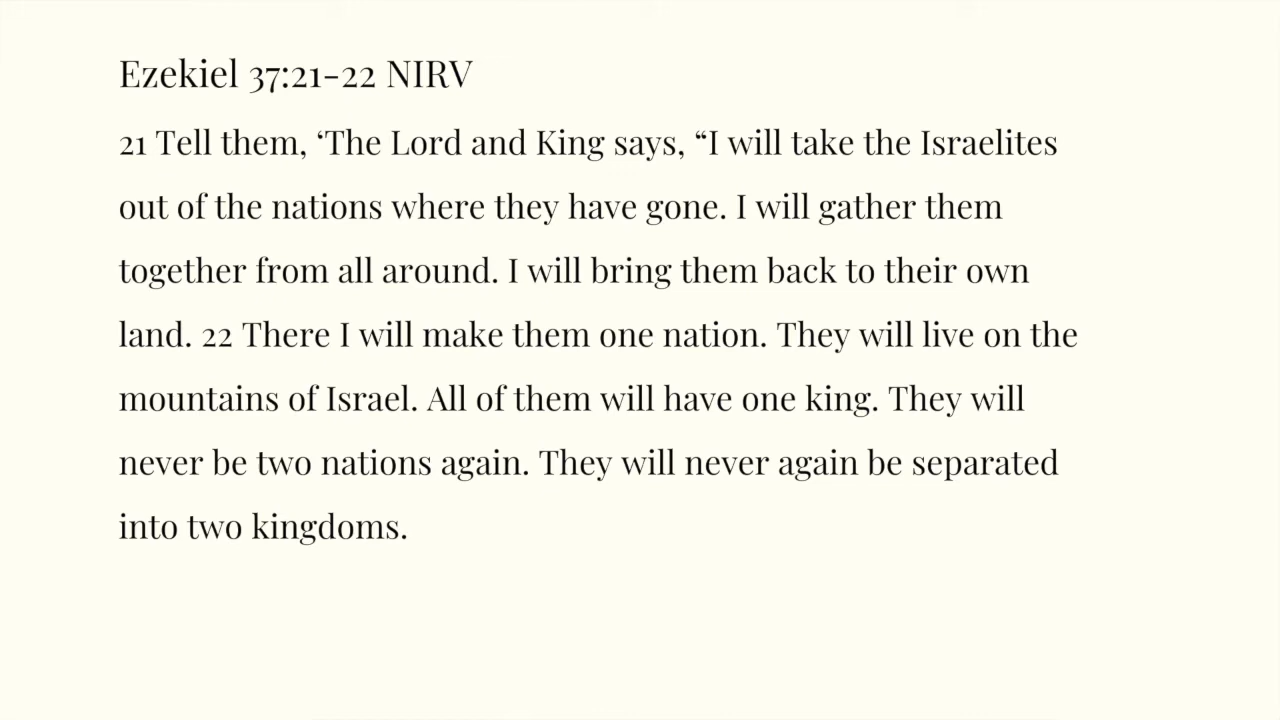 Ezekiel 37:21-22 NIRV
21 Tell them, ‘The Lord and King says, “I will take the Israelites
out of the nations where they have gone. I will gather them
together from all around. I will bring them back to their own
land. 22 There I will make them one nation. They will live on the
mountains of Israel. All of them will have one king. They will
never be two nations again. They will never again be separated
into two kingdoms.